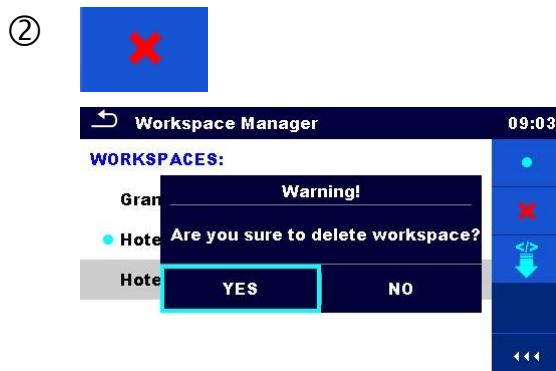 ②
Workspace Manager 09:03
WORKSPACES:
Gran
Warning!
Hote
Are you sure to delete workspace?
Hote
YES NO